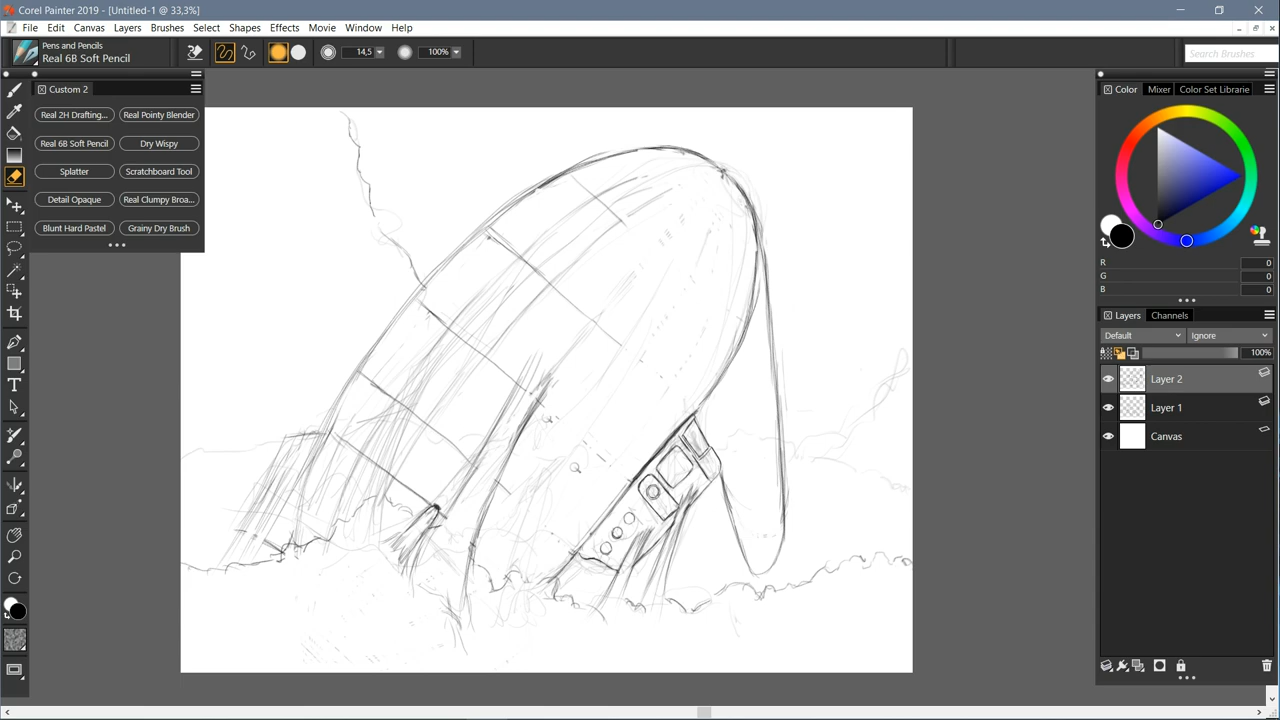 Corel Painter 2019 - [Untitled-1 @ 33,3%]
File Edit Canvas Layers Brushes Select Shapes Effects Movie Window Help
Pens and Pencils
Real 6B Soft Pencil
14,5
100%
Search Brushes
Custom 2
Real 2H Drafting... Real Pointy Blender
Real 6B Soft Pencil Dry Wispy
Splatter Scratchboard Tool
Detail Opaque Real Clumpy Broa...
Blunt Hard Pastel Grainy Dry Brush
Color Mixer Color Set Librarie
R 0
G 0
B 0
Layers Channels
Default Ignore
100%
Layer 2
Layer 1
Canvas